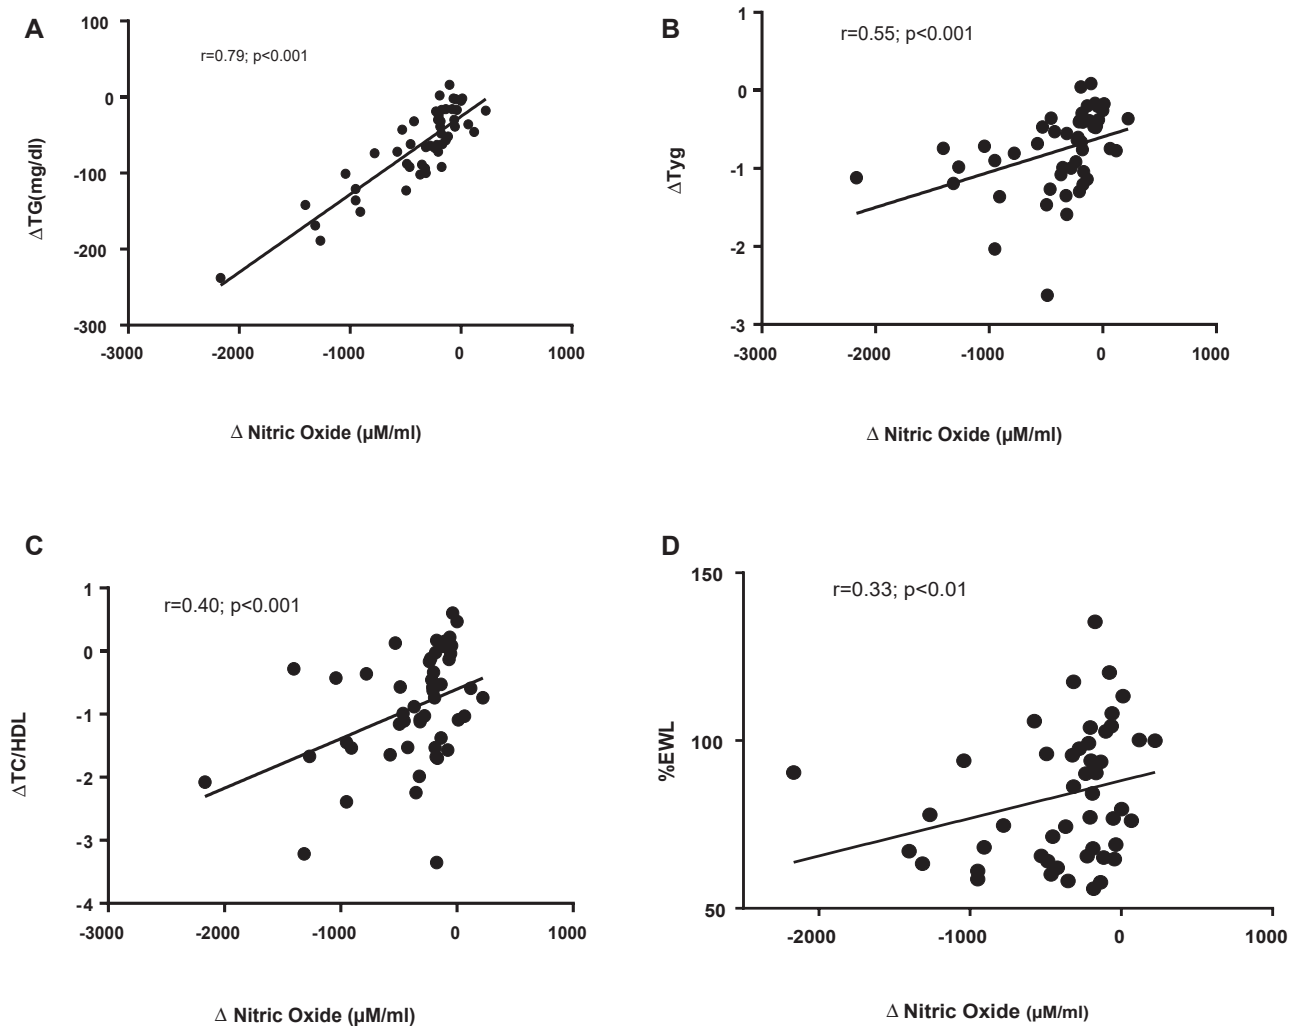 A
r=0.79; p<0.001
100
0
-100
-200
-300
-3000 -2000 -1000 0 1000
ΔTG(mg/dl)
Δ Nitric Oxide (µM/ml)
B
r=0.55; p<0.001
1
0
-1
-2
-3
-3000 -2000 -1000 0 1000
ΔTyg
Δ Nitric Oxide (µM/ml)
C
r=0.40; p<0.001
1
0
-1
-2
-3
-4
-3000 -2000 -1000 0 1000
ΔTC/HDL
Δ Nitric Oxide (µM/ml)
D
r=0.33; p<0.01
150
100
50
-2000 -1000 0 1000
%EWL
Δ Nitric Oxide (µM/ml)